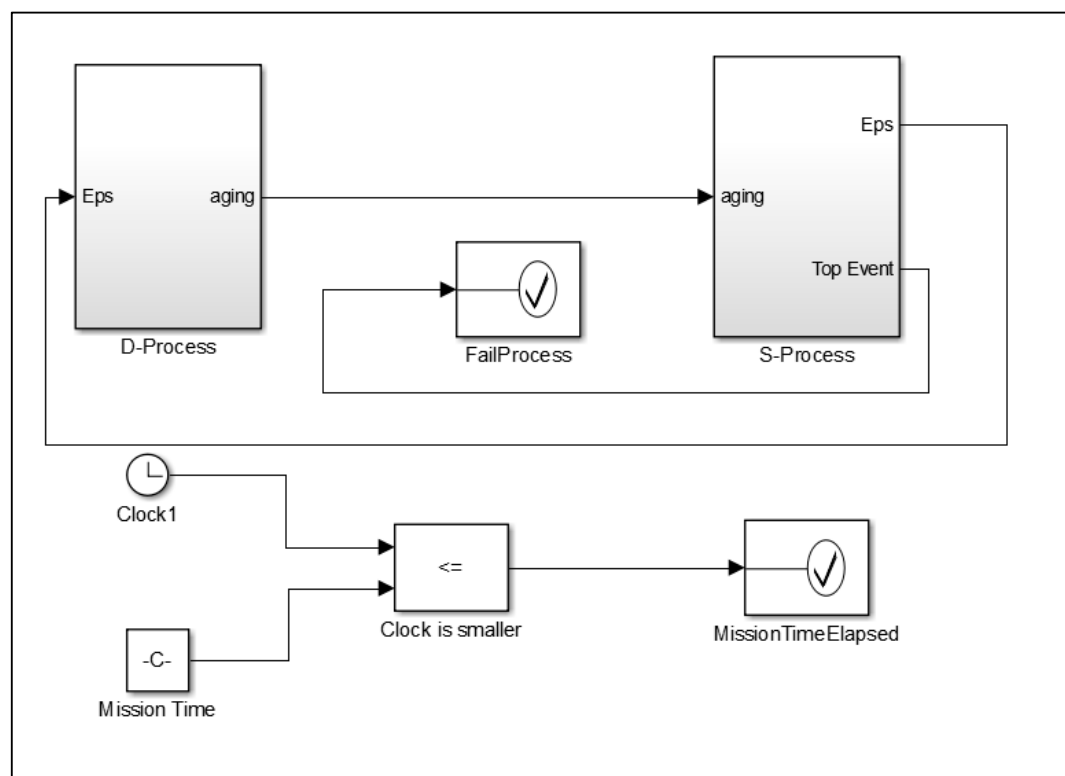 Eps
aging
D-Process
FailProcess
Eps
aging
Top Event
S-Process
Clock1
<=
Clock is smaller
MissionTimeElapsed
-C-
Mission Time